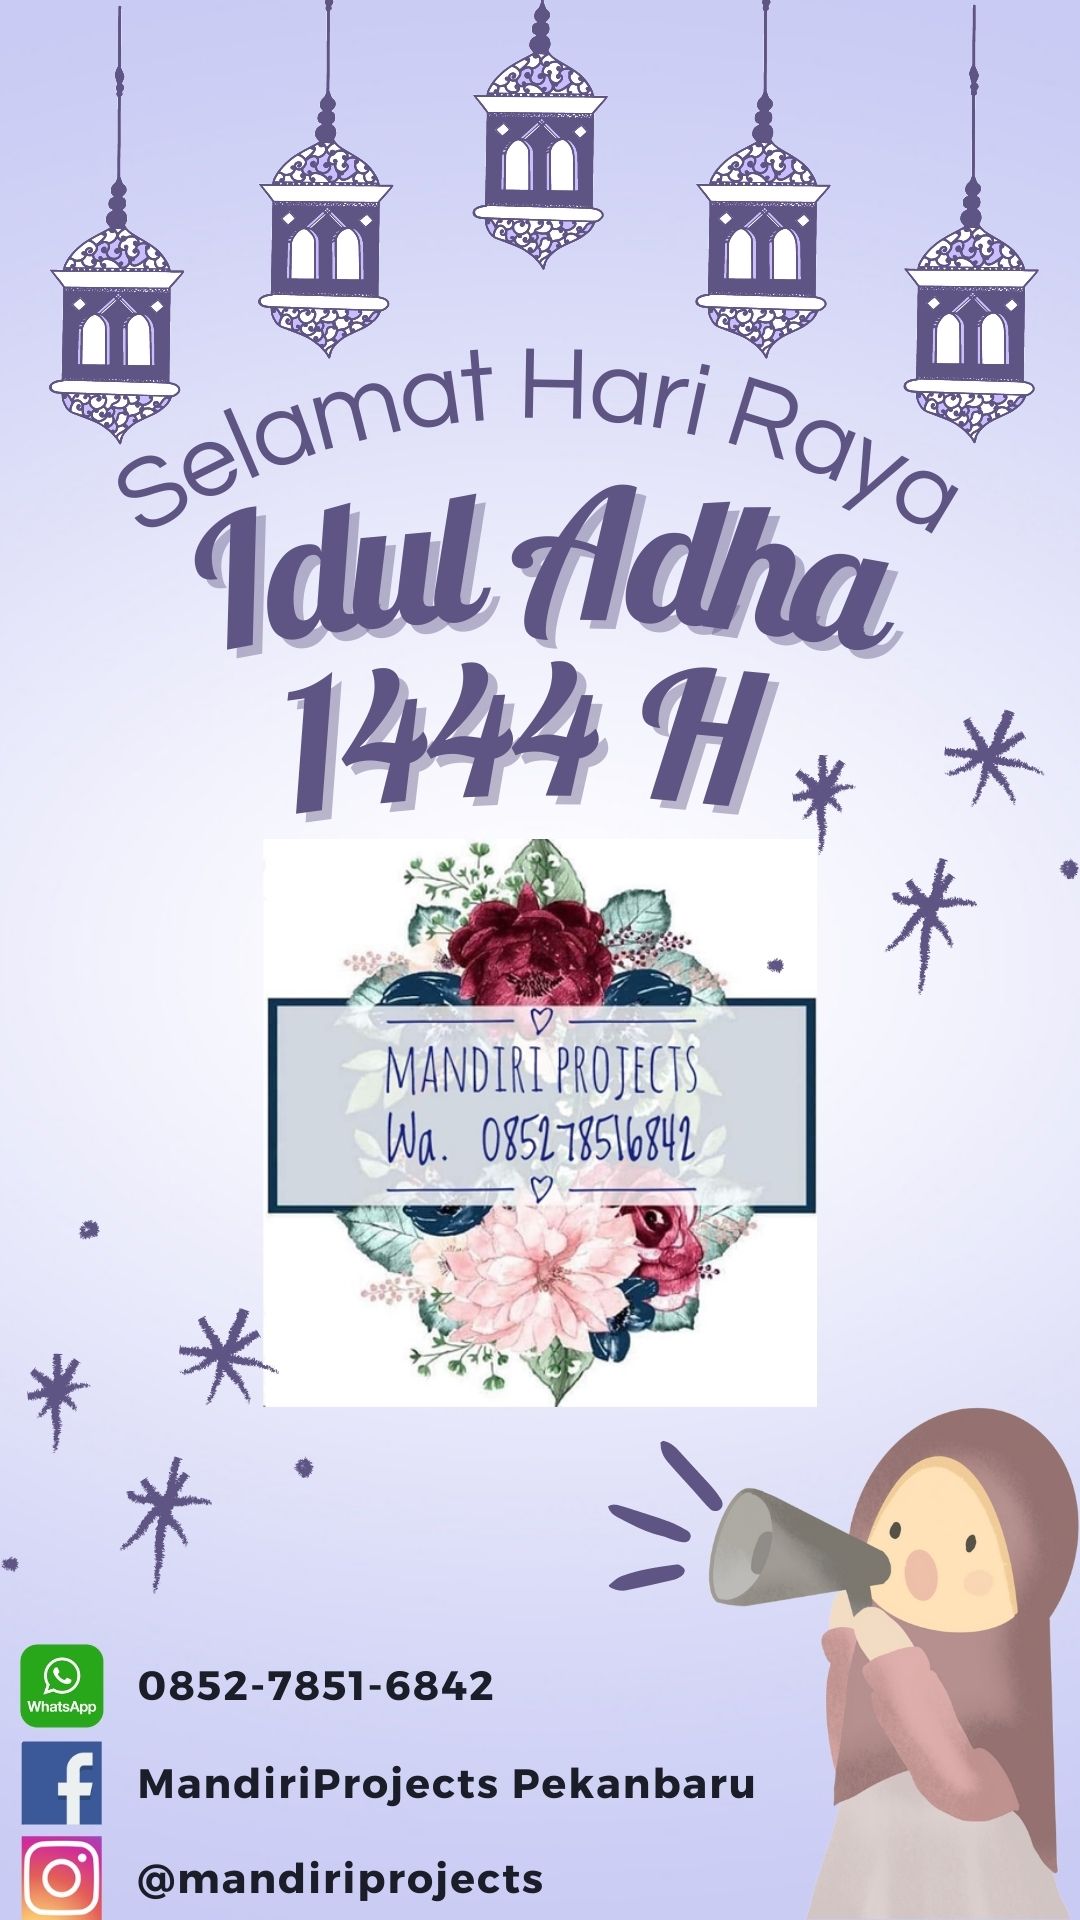 Selamat Hari Raya
Idul Adha
1444 H
MANDIRI PROJECTS
Wa. 085278516842
WhatsApp
0852-7851-6842
MandiriProjects Pekanbaru
@mandiriprojects